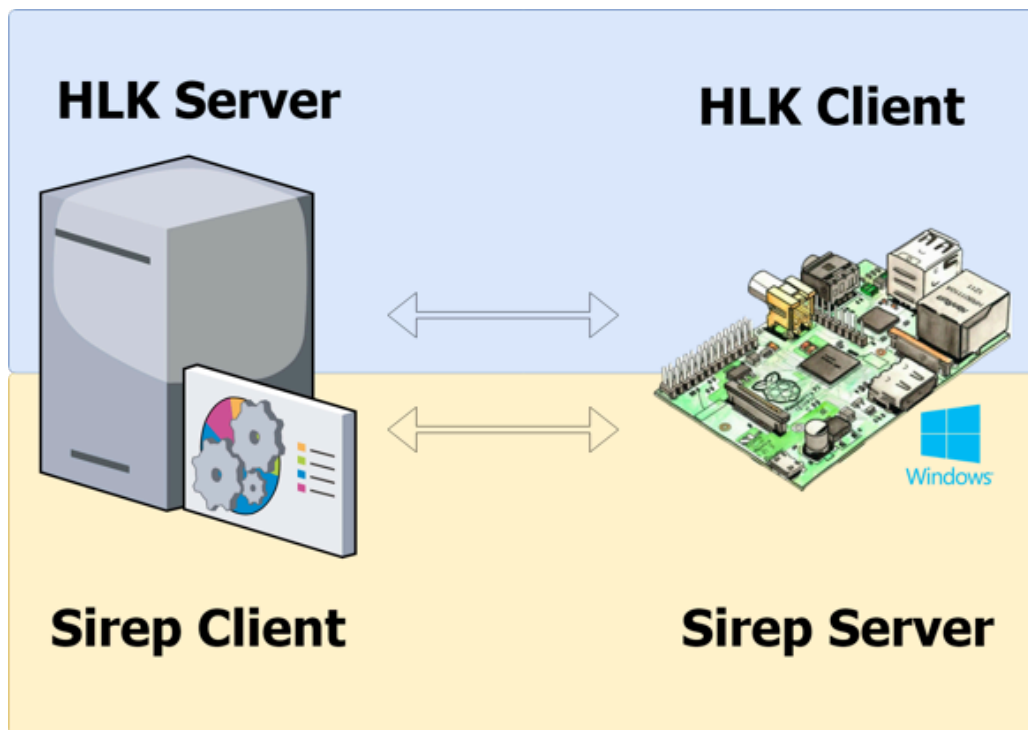 HLK Server
HLK Client
Windows
Sirep Client
Sirep Server